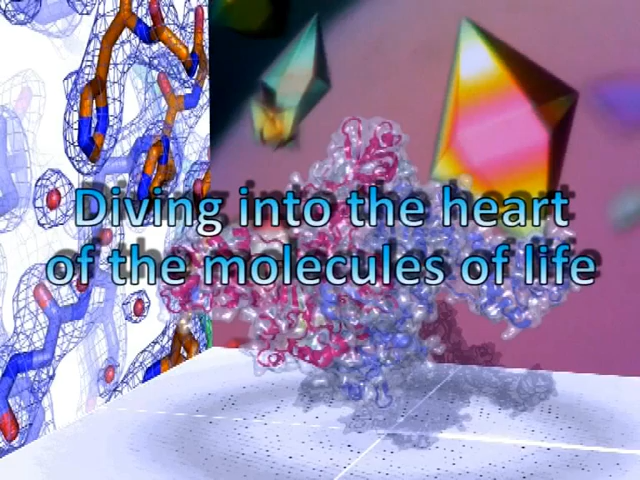 Diving into the heart
of the molecules of life